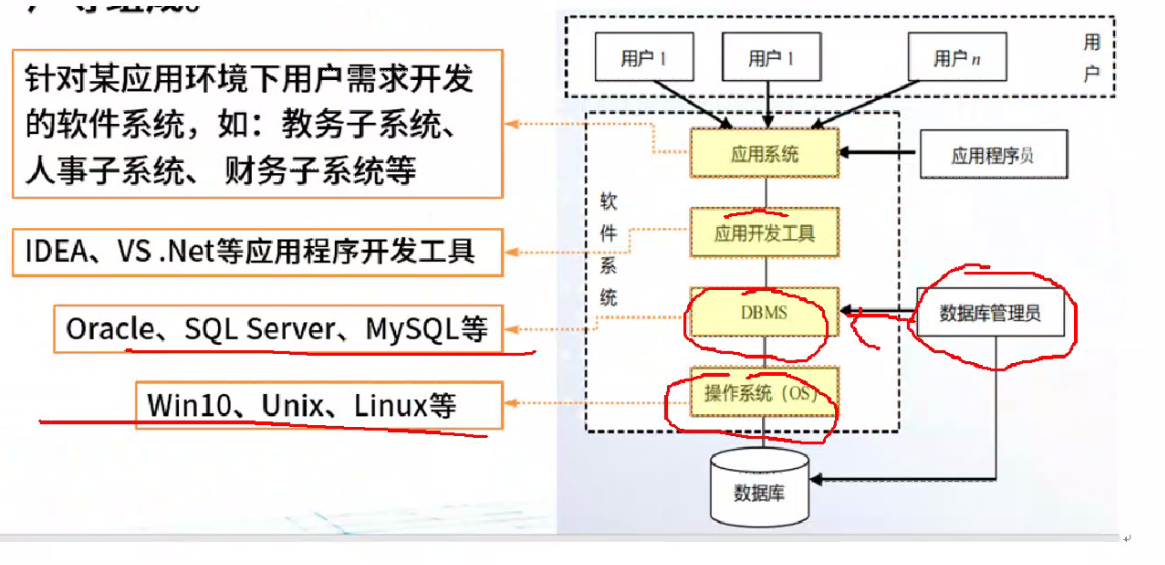 针对某应用环境下用户需求开发
的软件系统，如：教务子系统、
人事子系统、 财务子系统等
IDEA、VS .Net等应用程序开发工具
Oracle、SQL Server、MySQL等
Win10、Unix、Linux等
用户1
用户1
用户n
用
户
应用系统
应用程序员
软
件
系
统
应用开发工具
DBMS
数据库管理员
操作系统（OS）
数据库